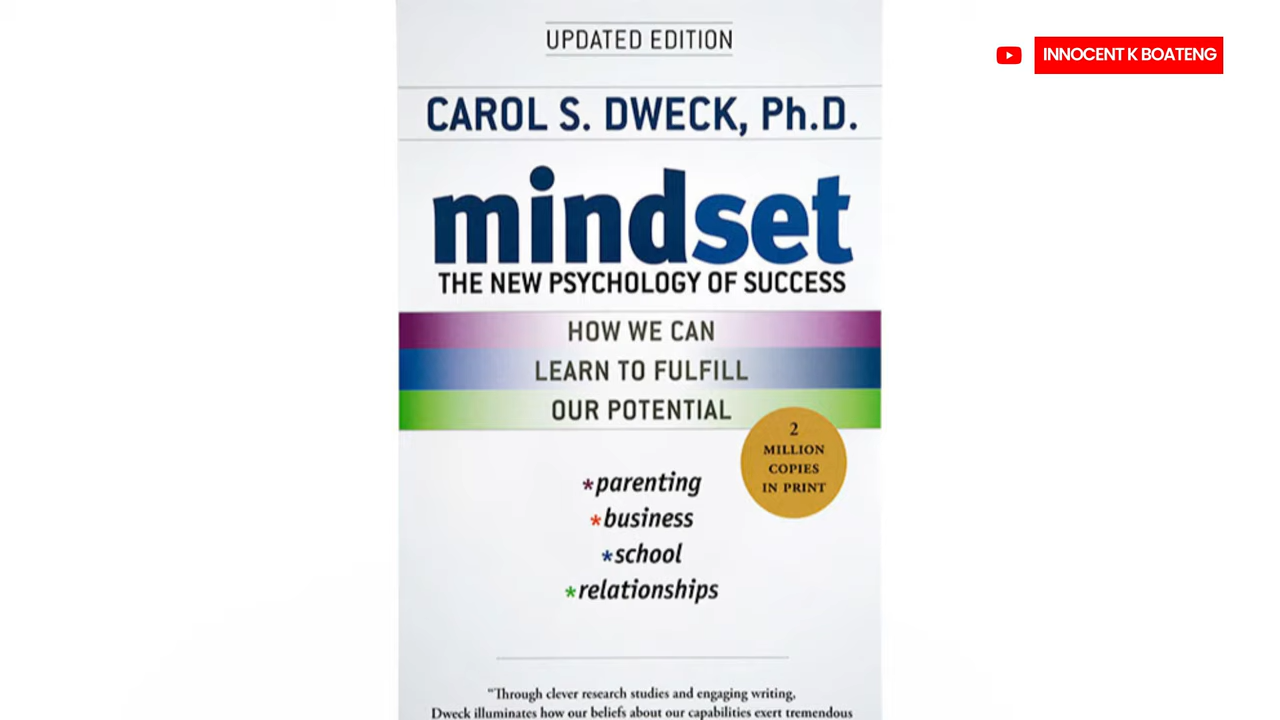 UPDATED EDITION
INNOCENT K BOATENG
CAROL S. DWECK, Ph.D.
mindset
THE NEW PSYCHOLOGY OF SUCCESS
HOW WE CAN
LEARN TO FULFILL
OUR POTENTIAL
2
MILLION
COPIES
IN PRINT
*parenting
*business
*school
*relationships
"Through clever research studies and engaging writing,
Dweck illuminates how our beliefs about our capabilities exert tremendous